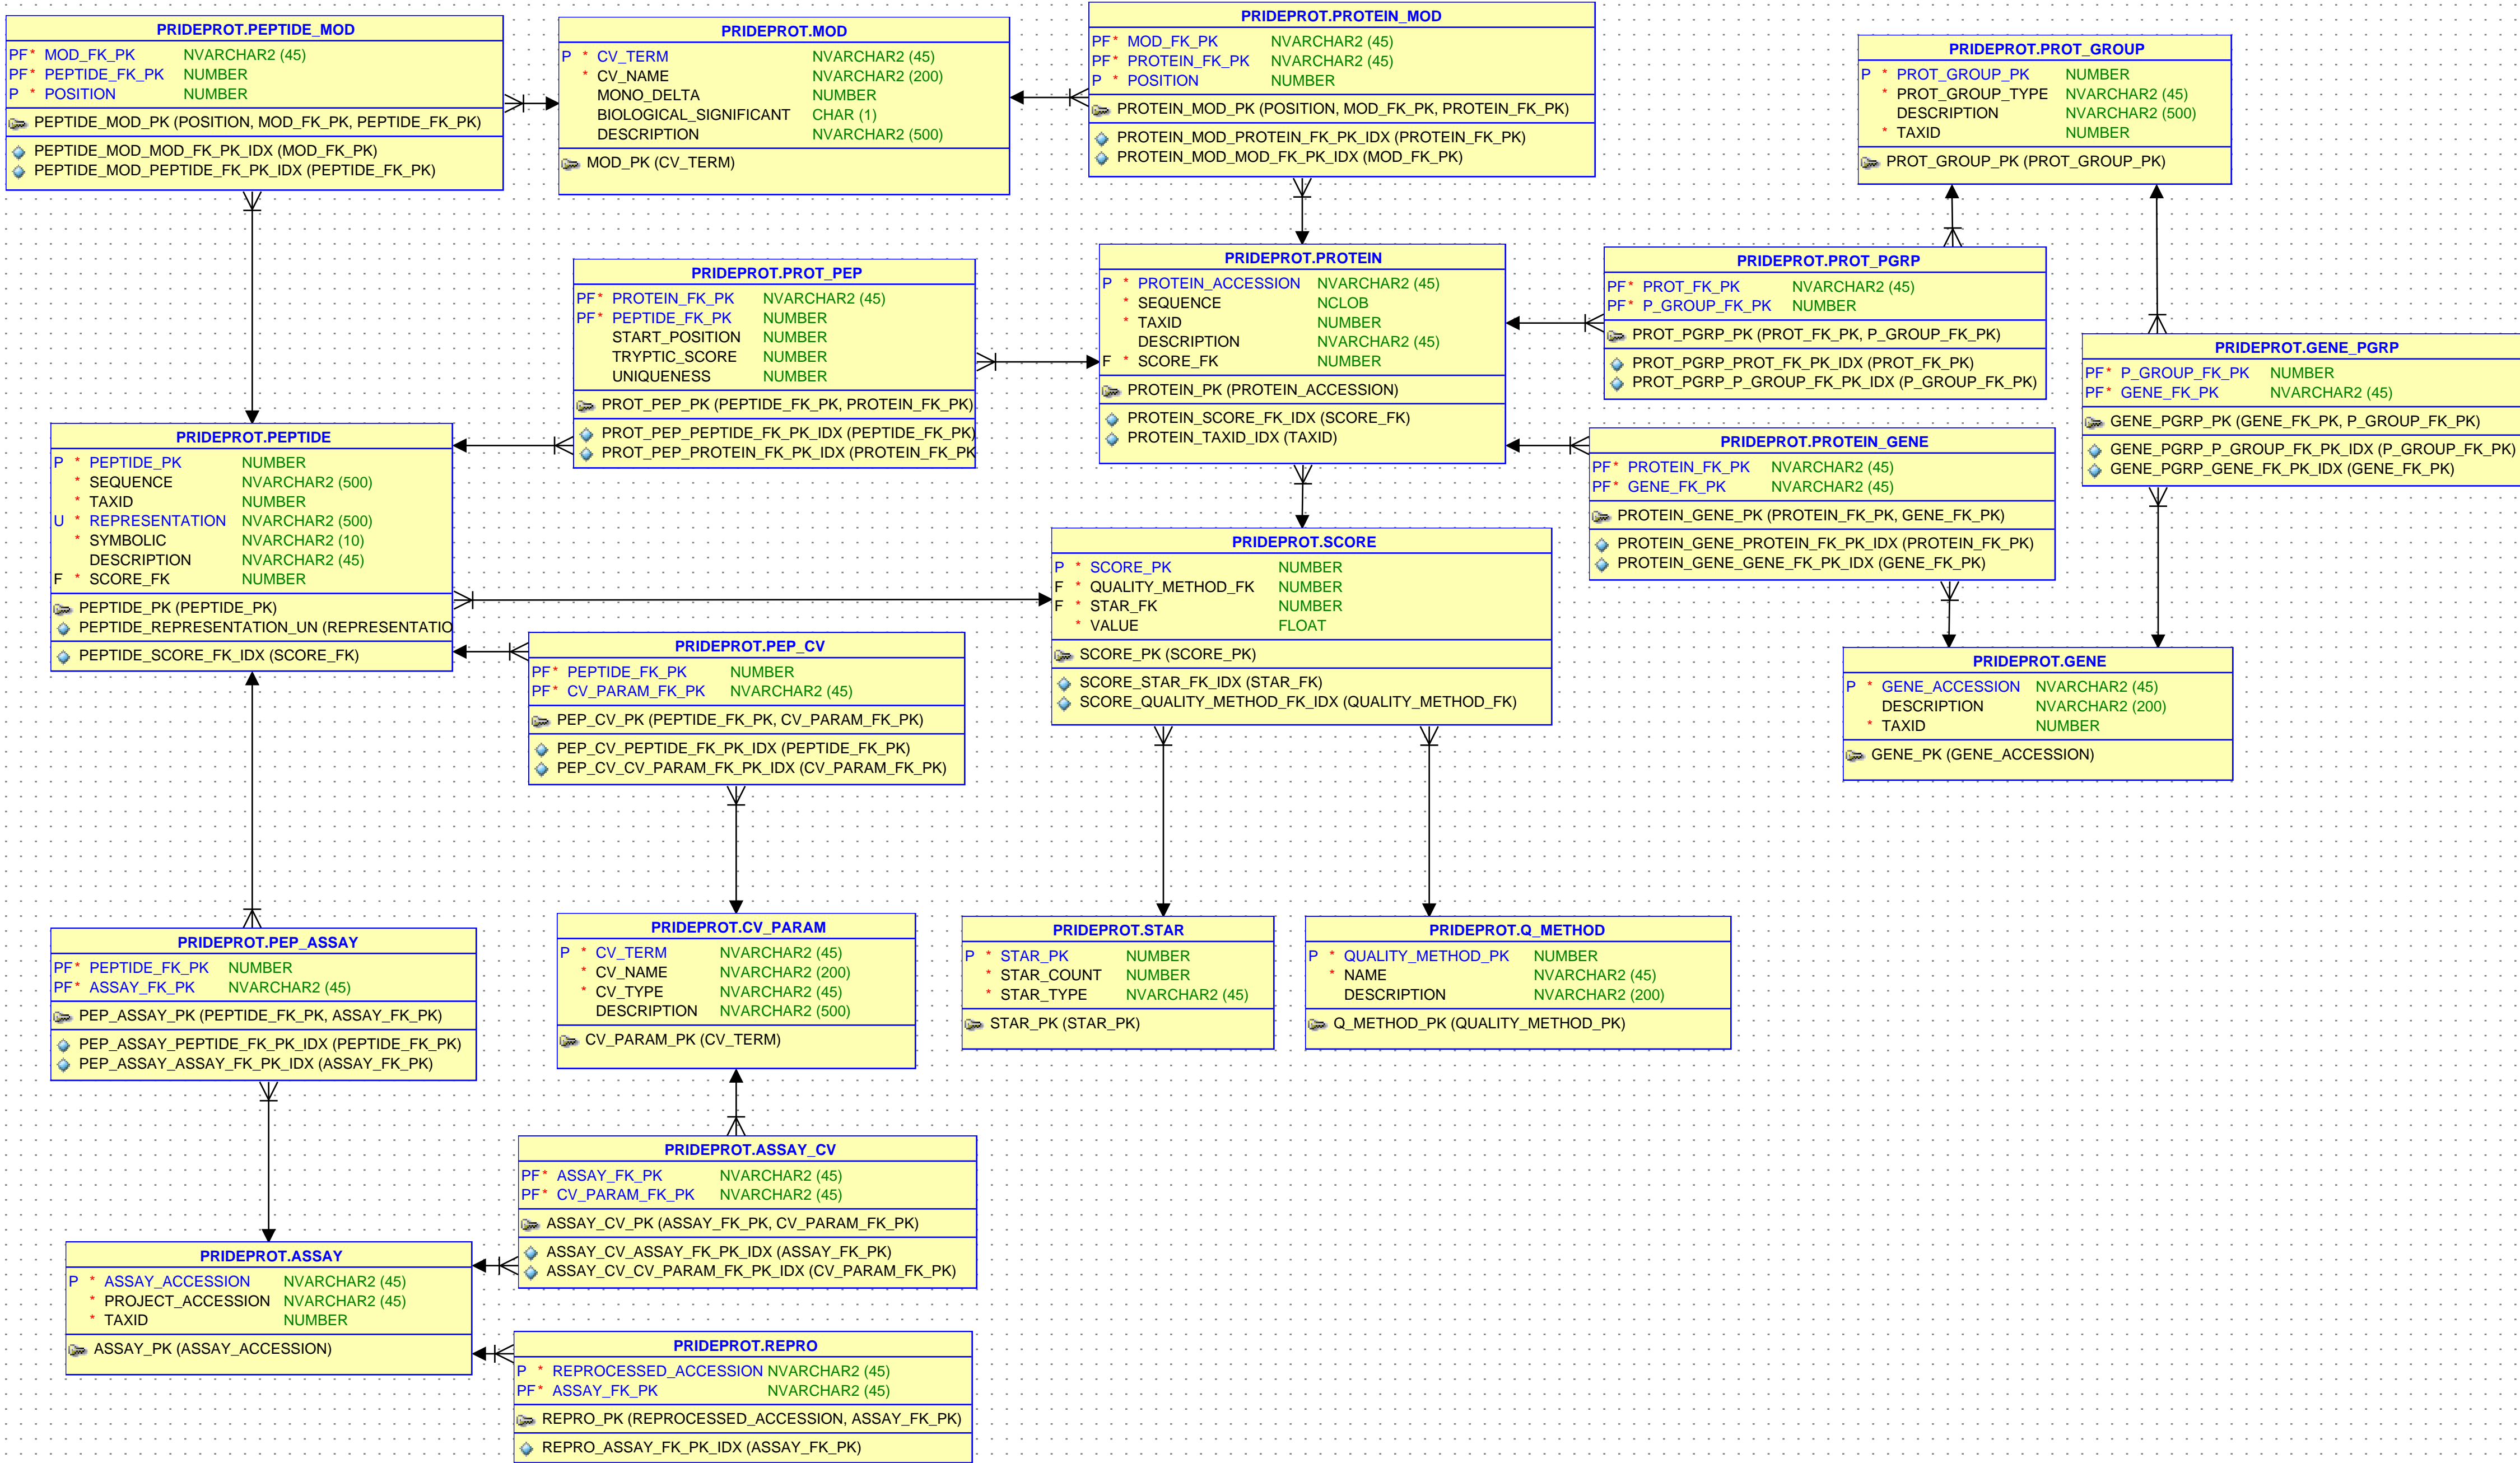 PRIDEPROT.PEPTIDE_MOD
PF* MOD_FK_PK NVARCHAR2 (45)
PF* PEPTIDE_FK_PK NUMBER
P * POSITION NUMBER
PEPTIDE_MOD_PK (POSITION, MOD_FK_PK, PEPTIDE_FK_PK)
PEPTIDE_MOD_MOD_FK_PK_IDX (MOD_FK_PK)
PEPTIDE_MOD_PEPTIDE_FK_PK_IDX (PEPTIDE_FK_PK)
PRIDEPROT.MOD
P * CV_TERM NVARCHAR2 (45)
* CV_NAME NVARCHAR2 (200)
MONO_DELTA NUMBER
BIOLOGICAL_SIGNIFICANT CHAR (1)
DESCRIPTION NVARCHAR2 (500)
MOD_PK (CV_TERM)
PRIDEPROT.PROTEIN_MOD
PF* MOD_FK_PK NVARCHAR2 (45)
PF* PROTEIN_FK_PK NVARCHAR2 (45)
P * POSITION NUMBER
PROTEIN_MOD_PK (POSITION, MOD_FK_PK, PROTEIN_FK_PK)
PROTEIN_MOD_PROTEIN_FK_PK_IDX (PROTEIN_FK_PK)
PROTEIN_MOD_MOD_FK_PK_IDX (MOD_FK_PK)
PRIDEPROT.PROT_GROUP
P * PROT_GROUP_PK NUMBER
* PROT_GROUP_TYPE NVARCHAR2 (45)
DESCRIPTION NVARCHAR2 (500)
* TAXID NUMBER
PROT_GROUP_PK (PROT_GROUP_PK)
PRIDEPROT.PROT_PEP
PF* PROTEIN_FK_PK NVARCHAR2 (45)
PF* PEPTIDE_FK_PK NUMBER
START_POSITION NUMBER
TRYPTIC_SCORE NUMBER
UNIQUENESS NUMBER
PROT_PEP_PK (PEPTIDE_FK_PK, PROTEIN_FK_PK)
PROT_PEP_PEPTIDE_FK_PK_IDX (PEPTIDE_FK_PK)
PROT_PEP_PROTEIN_FK_PK_IDX (PROTEIN_FK_PK
PRIDEPROT.PROTEIN
P * PROTEIN_ACCESSION NVARCHAR2 (45)
* SEQUENCE NCLOB
* TAXID NUMBER
DESCRIPTION NVARCHAR2 (45)
F * SCORE_FK NUMBER
PROTEIN_PK (PROTEIN_ACCESSION)
PROTEIN_SCORE_FK_IDX (SCORE_FK)
PROTEIN_TAXID_IDX (TAXID)
PRIDEPROT.PROT_PGRP
PF* PROT_FK_PK NVARCHAR2 (45)
PF* P_GROUP_FK_PK NUMBER
PROT_PGRP_PK (PROT_FK_PK, P_GROUP_FK_PK)
PROT_PGRP_PROT_FK_PK_IDX (PROT_FK_PK)
PROT_PGRP_P_GROUP_FK_PK_IDX (P_GROUP_FK_PK)
PRIDEPROT.GENE_PGRP
PF* P_GROUP_FK_PK NUMBER
PF* GENE_FK_PK NVARCHAR2 (45)
GENE_PGRP_PK (GENE_FK_PK, P_GROUP_FK_PK)
GENE_PGRP_P_GROUP_FK_PK_IDX (P_GROUP_FK_PK)
GENE_PGRP_GENE_FK_PK_IDX (GENE_FK_PK)
PRIDEPROT.PEPTIDE
P * PEPTIDE_PK NUMBER
* SEQUENCE NVARCHAR2 (500)
* TAXID NUMBER
U * REPRESENTATION NVARCHAR2 (500)
* SYMBOLIC NVARCHAR2 (10)
DESCRIPTION NVARCHAR2 (45)
F * SCORE_FK NUMBER
PEPTIDE_PK (PEPTIDE_PK)
PEPTIDE_REPRESENTATION_UN (REPRESENTATIO
PEPTIDE_SCORE_FK_IDX (SCORE_FK)
PRIDEPROT.PROTEIN_GENE
PF* PROTEIN_FK_PK NVARCHAR2 (45)
PF* GENE_FK_PK NVARCHAR2 (45)
PROTEIN_GENE_PK (PROTEIN_FK_PK, GENE_FK_PK)
PROTEIN_GENE_PROTEIN_FK_PK_IDX (PROTEIN_FK_PK)
PROTEIN_GENE_GENE_FK_PK_IDX (GENE_FK_PK)
PRIDEPROT.SCORE
P * SCORE_PK NUMBER
F * QUALITY_METHOD_FK NUMBER
F * STAR_FK NUMBER
* VALUE FLOAT
SCORE_PK (SCORE_PK)
SCORE_STAR_FK_IDX (STAR_FK)
SCORE_QUALITY_METHOD_FK_IDX (QUALITY_METHOD_FK)
PRIDEPROT.PEP_CV
PF* PEPTIDE_FK_PK NUMBER
PF* CV_PARAM_FK_PK NVARCHAR2 (45)
PEP_CV_PK (PEPTIDE_FK_PK, CV_PARAM_FK_PK)
PEP_CV_PEPTIDE_FK_PK_IDX (PEPTIDE_FK_PK)
PEP_CV_CV_PARAM_FK_PK_IDX (CV_PARAM_FK_PK)
PRIDEPROT.GENE
P * GENE_ACCESSION NVARCHAR2 (45)
DESCRIPTION NVARCHAR2 (200)
* TAXID NUMBER
GENE_PK (GENE_ACCESSION)
PRIDEPROT.PEP_ASSAY
PF* PEPTIDE_FK_PK NUMBER
PF* ASSAY_FK_PK NVARCHAR2 (45)
PEP_ASSAY_PK (PEPTIDE_FK_PK, ASSAY_FK_PK)
PEP_ASSAY_PEPTIDE_FK_PK_IDX (PEPTIDE_FK_PK)
PEP_ASSAY_ASSAY_FK_PK_IDX (ASSAY_FK_PK)
PRIDEPROT.CV_PARAM
P * CV_TERM NVARCHAR2 (45)
* CV_NAME NVARCHAR2 (200)
* CV_TYPE NVARCHAR2 (45)
DESCRIPTION NVARCHAR2 (500)
CV_PARAM_PK (CV_TERM)
PRIDEPROT.STAR
P * STAR_PK NUMBER
* STAR_COUNT NUMBER
* STAR_TYPE NVARCHAR2 (45)
STAR_PK (STAR_PK)
PRIDEPROT.Q_METHOD
P * QUALITY_METHOD_PK NUMBER
* NAME NVARCHAR2 (45)
DESCRIPTION NVARCHAR2 (200)
Q_METHOD_PK (QUALITY_METHOD_PK)
PRIDEPROT.ASSAY_CV
PF* ASSAY_FK_PK NVARCHAR2 (45)
PF* CV_PARAM_FK_PK NVARCHAR2 (45)
ASSAY_CV_PK (ASSAY_FK_PK, CV_PARAM_FK_PK)
ASSAY_CV_ASSAY_FK_PK_IDX (ASSAY_FK_PK)
ASSAY_CV_CV_PARAM_FK_PK_IDX (CV_PARAM_FK_PK)
PRIDEPROT.ASSAY
P * ASSAY_ACCESSION NVARCHAR2 (45)
* PROJECT_ACCESSION NVARCHAR2 (45)
* TAXID NUMBER
ASSAY_PK (ASSAY_ACCESSION)
PRIDEPROT.REPRO
P * REPROCESSED_ACCESSION NVARCHAR2 (45)
PF* ASSAY_FK_PK NVARCHAR2 (45)
REPRO_PK (REPROCESSED_ACCESSION, ASSAY_FK_PK)
REPRO_ASSAY_FK_PK_IDX (ASSAY_FK_PK)